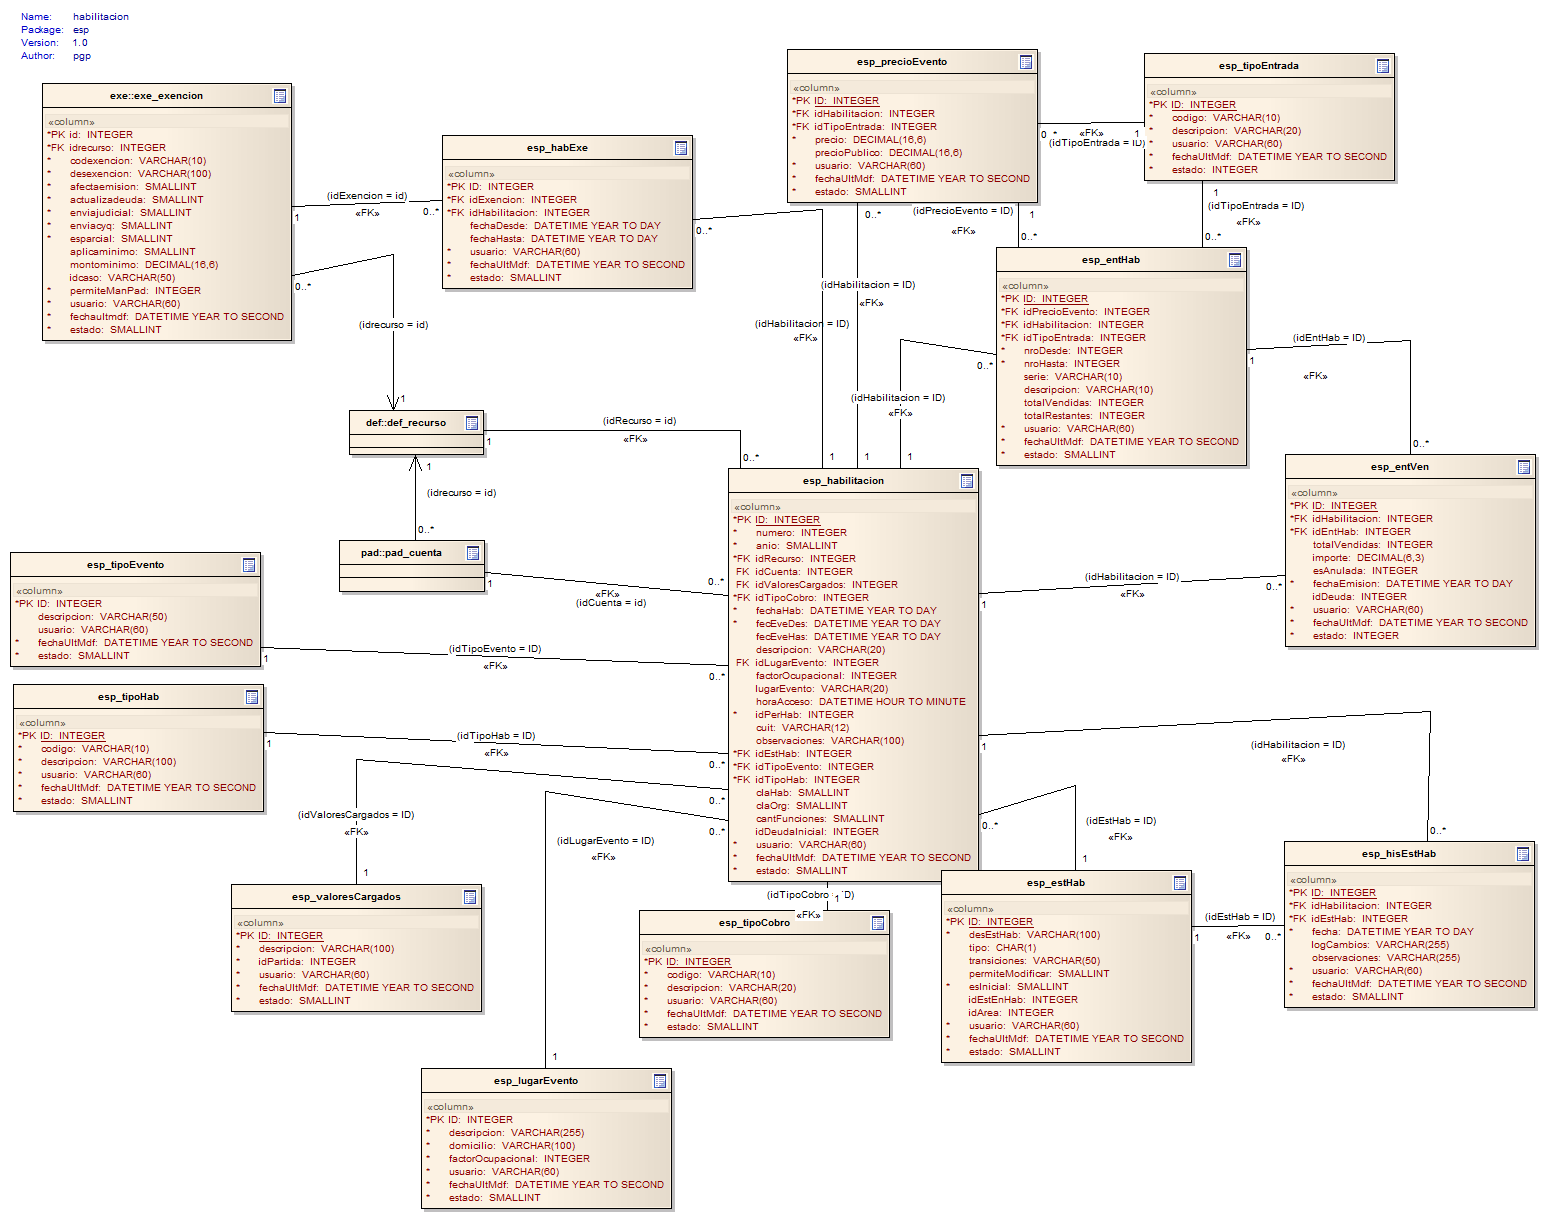 Name: habilitacion
Package: esp
Version: 1.0
Author: pgp
exe::exe_exencion
«column»
*PK id: INTEGER
*FK idrecurso: INTEGER
* codexencion: VARCHAR(10)
* desexencion: VARCHAR(100)
* afectaemision: SMALLINT
* actualizadeuda: SMALLINT
* enviajudicial: SMALLINT
* enviacyq: SMALLINT
* esparcial: SMALLINT
aplicaminimo: SMALLINT
montominimo: DECIMAL(16,6)
idcaso: VARCHAR(50)
* permiteManPad: INTEGER
* usuario: VARCHAR(60)
* fechaultmdf: DATETIME YEAR TO SECOND
* estado: SMALLINT
esp_habExe
«column»
*PK ID: INTEGER
*FK idExencion: INTEGER
*FK idHabilitacion: INTEGER
fechaDesde: DATETIME YEAR TO DAY
fechaHasta: DATETIME YEAR TO DAY
* usuario: VARCHAR(60)
* fechaUltMdf: DATETIME YEAR TO SECOND
* estado: SMALLINT
esp_precioEvento
«column»
*PK ID: INTEGER
*FK idHabilitacion: INTEGER
*FK idTipoEntrada: INTEGER
* precio: DECIMAL(16,6)
precioPublico: DECIMAL(16,6)
* usuario: VARCHAR(60)
* fechaUltMdf: DATETIME YEAR TO SECOND
* estado: SMALLINT
esp_tipoEntrada
«column»
*PK ID: INTEGER
* codigo: VARCHAR(10)
* descripcion: VARCHAR(20)
* usuario: VARCHAR(60)
* fechaUltMdf: DATETIME YEAR TO SECOND
* estado: INTEGER
(idExencion = id)
1 «FK» 0..*
0..*
0..*
0..* «FK» 1
(idTipoEntrada = ID)
(idPrecioEvento = ID)
«FK»
1
0..*
1
(idTipoEntrada = ID)
«FK»
0..*
0..*
(idrecurso = id)
1
(idHabilitacion = ID)
«FK»
1
(idHabilitacion = ID)
«FK»
1
(idHabilitacion = ID)
«FK»
1
0..*
esp_entHab
«column»
*PK ID: INTEGER
*FK idPrecioEvento: INTEGER
*FK idHabilitacion: INTEGER
*FK idTipoEntrada: INTEGER
* nroDesde: INTEGER
* nroHasta: INTEGER
serie: VARCHAR(10)
descripcion: VARCHAR(10)
totalVendidas: INTEGER
totalRestantes: INTEGER
* usuario: VARCHAR(60)
* fechaUltMdf: DATETIME YEAR TO SECOND
* estado: SMALLINT
(idEntHab = ID)
1
«FK»
0..*
def::def_recurso
(idRecurso = id)
1 «FK»
0..*
1
(idrecurso = id)
0..*
pad::pad_cuenta
1
«FK»
(idCuenta = id)
0..*
esp_habilitacion
«column»
*PK ID: INTEGER
* numero: INTEGER
* anio: SMALLINT
*FK idRecurso: INTEGER
FK idCuenta: INTEGER
FK idValoresCargados: INTEGER
*FK idTipoCobro: INTEGER
* fechaHab: DATETIME YEAR TO DAY
* fecEveDes: DATETIME YEAR TO DAY
fecEveHas: DATETIME YEAR TO DAY
descripcion: VARCHAR(20)
FK idLugarEvento: INTEGER
factorOcupacional: INTEGER
lugarEvento: VARCHAR(20)
horaAcceso: DATETIME HOUR TO MINUTE
* idPerHab: INTEGER
cuit: VARCHAR(12)
observaciones: VARCHAR(100)
*FK idEstHab: INTEGER
*FK idTipoEvento: INTEGER
*FK idTipoHab: INTEGER
claHab: SMALLINT
claOrg: SMALLINT
cantFunciones: SMALLINT
idDeudaInicial: INTEGER
* usuario: VARCHAR(60)
* fechaUltMdf: DATETIME YEAR TO SECOND
* estado: SMALLINT
esp_entVen
«column»
*PK ID: INTEGER
*FK idHabilitacion: INTEGER
*FK idEntHab: INTEGER
totalVendidas: INTEGER
importe: DECIMAL(6,3)
esAnulada: INTEGER
* fechaEmision: DATETIME YEAR TO DAY
idDeuda: INTEGER
* usuario: VARCHAR(60)
* fechaUltMdf: DATETIME YEAR TO SECOND
* estado: INTEGER
(idHabilitacion = ID)
1 «FK» 0..*
esp_tipoEvento
«column»
*PK ID: INTEGER
descripcion: VARCHAR(50)
usuario: VARCHAR(60)
* fechaUltMdf: DATETIME YEAR TO SECOND
* estado: SMALLINT
(idTipoEvento = ID)
1 «FK» 0..*
esp_tipoHab
«column»
*PK ID: INTEGER
* codigo: VARCHAR(10)
* descripcion: VARCHAR(100)
* usuario: VARCHAR(60)
* fechaUltMdf: DATETIME YEAR TO SECOND
* estado: SMALLINT
(idTipoHab = ID)
1 «FK» 0..*
(idValoresCargados = ID)
«FK»
1
0..*
(idLugarEvento = ID)
«FK»
0..*
1
(idHabilitacion = ID)
1 «FK»
0..*
(idEstHab = ID)
«FK»
0..*
1
esp_valoresCargados
«column»
*PK ID: INTEGER
* descripcion: VARCHAR(100)
* idPartida: INTEGER
* usuario: VARCHAR(60)
* fechaUltMdf: DATETIME YEAR TO SECOND
* estado: SMALLINT
(idTipoCobro D)
1
«FK»
esp_tipoCobro
«column»
*PK ID: INTEGER
* codigo: VARCHAR(10)
* descripcion: VARCHAR(20)
* usuario: VARCHAR(60)
* fechaUltMdf: DATETIME YEAR TO SECOND
* estado: SMALLINT
esp_estHab
«column»
*PK ID: INTEGER
* desEstHab: VARCHAR(100)
tipo: CHAR(1)
transiciones: VARCHAR(50)
permiteModificar: SMALLINT
* esInicial: SMALLINT
idEstEnHab: INTEGER
idArea: INTEGER
* usuario: VARCHAR(60)
* fechaUltMdf: DATETIME YEAR TO SECOND
* estado: SMALLINT
(idEstHab = ID)
1 «FK» 0..*
esp_hisEstHab
«column»
*PK ID: INTEGER
*FK idHabilitacion: INTEGER
*FK idEstHab: INTEGER
* fecha: DATETIME YEAR TO DAY
logCambios: VARCHAR(255)
observaciones: VARCHAR(255)
* usuario: VARCHAR(60)
* fechaUltMdf: DATETIME YEAR TO SECOND
* estado: SMALLINT
esp_lugarEvento
«column»
*PK ID: INTEGER
* descripcion: VARCHAR(255)
* domicilio: VARCHAR(100)
* factorOcupacional: INTEGER
* usuario: VARCHAR(60)
* fechaUltMdf: DATETIME YEAR TO SECOND
* estado: SMALLINT